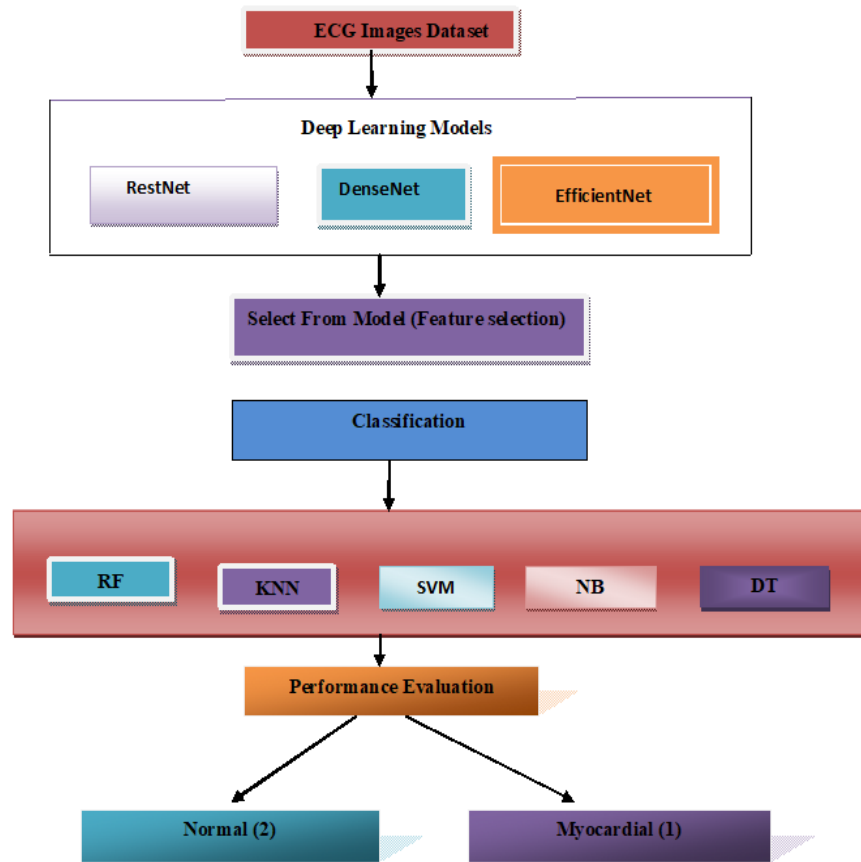 ECG Images Dataset
Deep Learning Models
RestNet
DenseNet
EfficientNet
Select From Model (Feature selection)
Classification
RF
KNN
SVM
NB
DT
Performance Evaluation
Normal (2)
Myocardial (1)